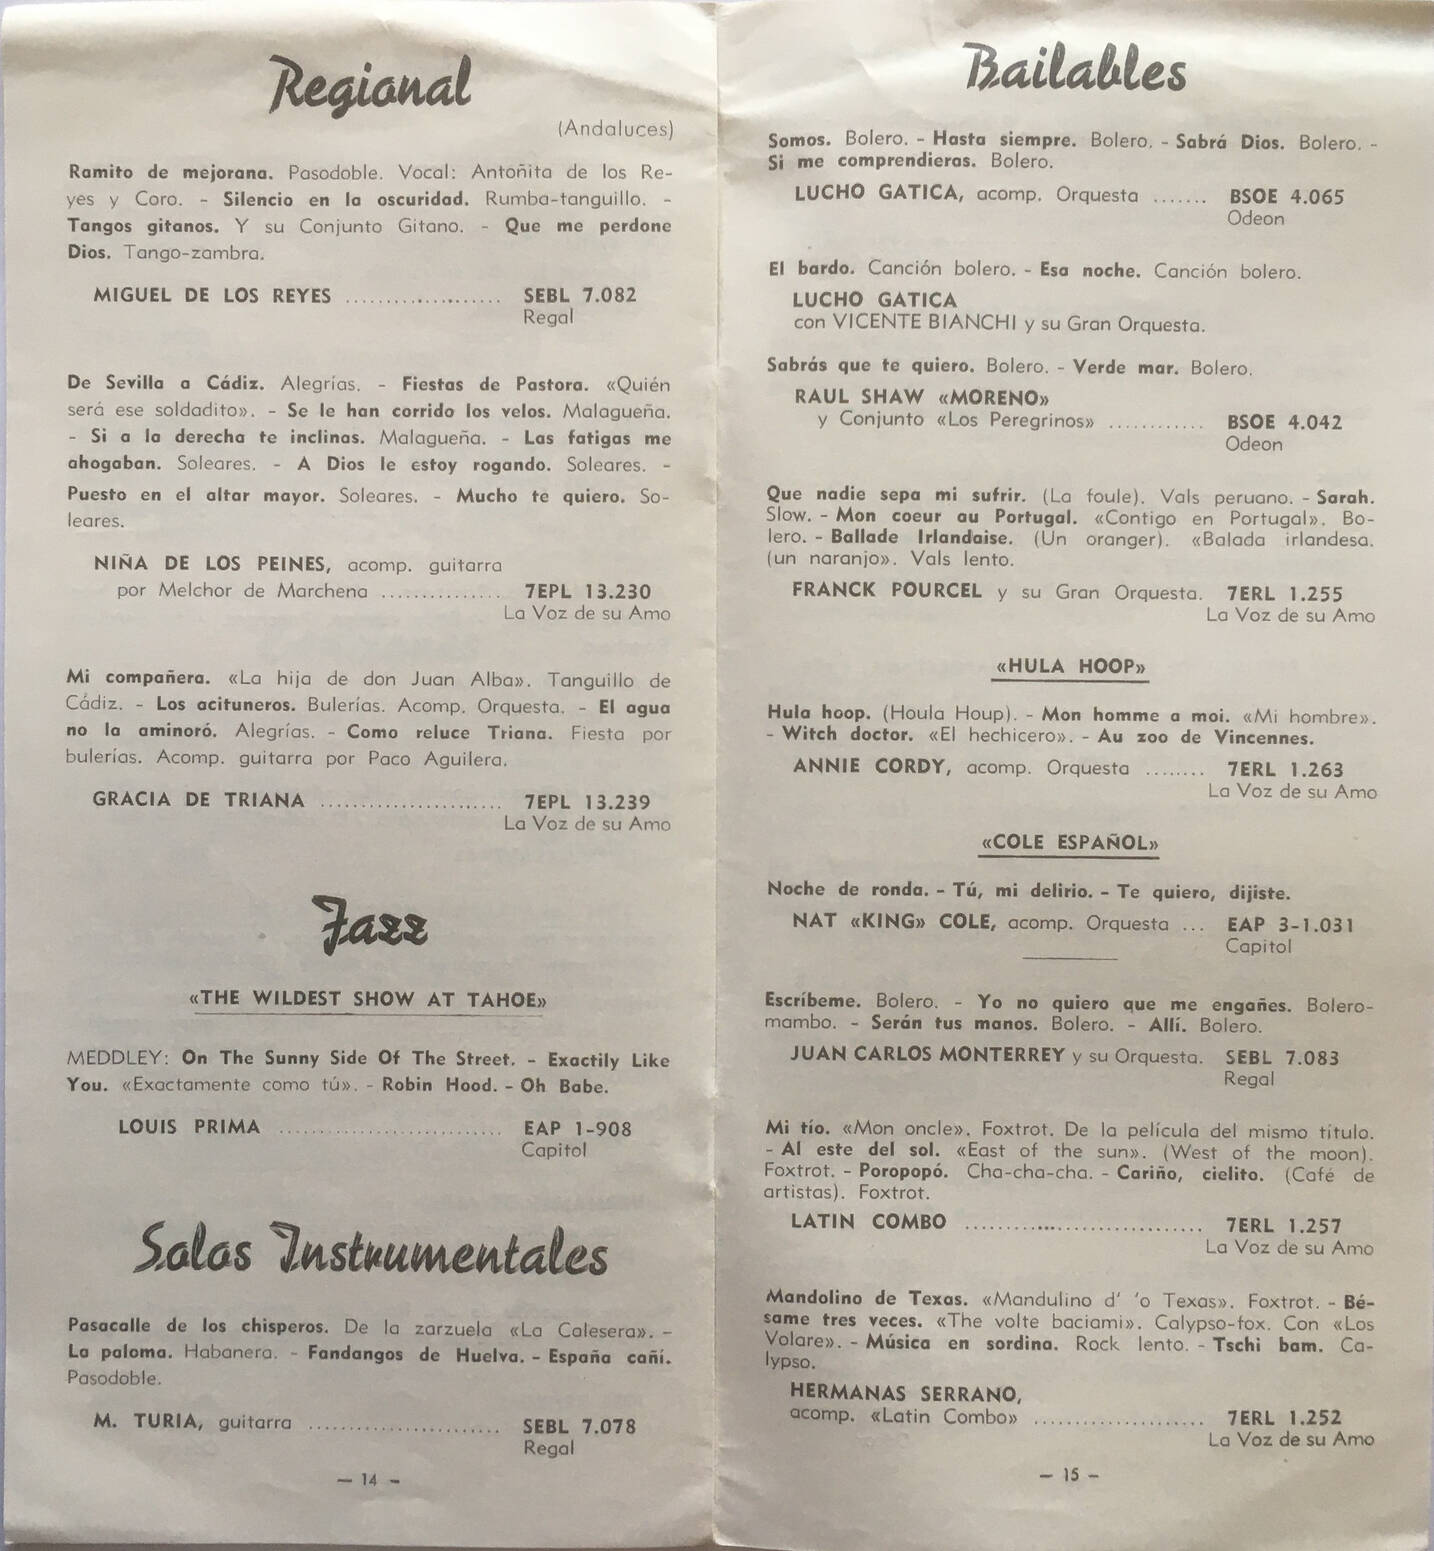 Regional
(Andaluces)
Ramito de mejorana. Pasodoble. Vocal: Antoñita de los Re-
yes y Coro. - Silencio en la oscuridad. Rumba-tanguillo. -
Tangos gitanos. Y su Conjunto Gitano. - Que me perdone
Dios. Tango-zambra.
MIGUEL DE LOS REYES .................... SEBL 7.082
Regal
De Sevilla a Cádiz. Alegrías. - Fiestas de Pastora. «Quién
será ese soldadito». - Se le han corrido los velos. Malagueña.
- Si a la derecha te inclinas. Malagueña. - Las fatigas me
ahogaban. Soleares. - A Dios le estoy rogando. Soleares. -
Puesto en el altar mayor. Soleares. - Mucho te quiero. So-
leares.
NIÑA DE LOS PEINES, acomp. guitarra
por Melchor de Marchena ............... 7EPL 13.230
La Voz de su Amo
Mi compañera. «La hija de don Juan Alba». Tanguillo de
Cádiz. - Los acituneros. Bulerías. Acomp. Orquesta. - El agua
no la aminoró. Alegrías. - Como reluce Triana. Fiesta por
bulerías. Acomp. guitarra por Paco Aguilera.
GRACIA DE TRIANA ....................... 7EPL 13.239
La Voz de su Amo
Jazz
«THE WILDEST SHOW AT TAHOE»
MEDDLEY: On The Sunny Side Of The Street. - Exactily Like
You. «Exactamente como tú». - Robin Hood. - Oh Babe.
LOUIS PRIMA ............................ EAP 1-908
Capitol
Solos Instrumentales
Pasacalle de los chisperos. De la zarzuela «La Calesera». -
La paloma. Habanera. - Fandangos de Huelva. - España cañí.
Pasodoble.
M. TURIA, guitarra ........................ SEBL 7.078
Regal
— 14 —
Bailables
Somos. Bolero. - Hasta siempre. Bolero. - Sabrá Dios. Bolero. -
Si me comprendieras. Bolero.
LUCHO GATICA, acomp. Orquesta ....... BSOE 4.065
Odeon
El bardo. Canción bolero. - Esa noche. Canción bolero.
LUCHO GATICA
con VICENTE BIANCHI y su Gran Orquesta.
Sabrás que te quiero. Bolero. - Verde mar. Bolero.
RAUL SHAW «MORENO»
y Conjunto «Los Peregrinos» ............ BSOE 4.042
Odeon
Que nadie sepa mi sufrir. (La foule). Vals peruano. - Sarah.
Slow. - Mon coeur au Portugal. «Contigo en Portugal». Bo-
lero. - Ballade Irlandaise. (Un oranger). «Balada irlandesa.
(un naranjo». Vals lento.
FRANCK POURCEL y su Gran Orquesta. 7ERL 1.255
La Voz de su Amo
«HULA HOOP»
Hula hoop. (Houla Houp). - Mon homme a moi. «Mi hombre».
- Witch doctor. «El hechicero». - Au zoo de Vincennes.
ANNIE CORDY, acomp. Orquesta ........ 7ERL 1.263
La Voz de su Amo
«COLE ESPAÑOL»
Noche de ronda. - Tú, mi delirio. - Te quiero, dijiste.
NAT «KING» COLE, acomp. Orquesta ... EAP 3-1.031
Capitol
Escríbeme. Bolero. - Yo no quiero que me engañes. Bolero-
mambo. - Serán tus manos. Bolero. - Allí. Bolero.
JUAN CARLOS MONTERREY y su Orquesta. SEBL 7.083
Regal
Mi tío. «Mon oncle». Foxtrot. De la película del mismo título.
- Al este del sol. «East of the sun». (West of the moon).
Foxtrot. - Poropopó. Cha-cha-cha. - Cariño, cielito. (Café de
artistas). Foxtrot.
LATIN COMBO .................................. 7ERL 1.257
La Voz de su Amo
Mandolino de Texas. «Mandulino d' 'o Texas». Foxtrot. - Bé-
same tres veces. «The volte baciami». Calypso-fox. Con «Los
Volare». - Música en sordina. Rock lento. - Tschi bam. Ca-
lypso.
HERMANAS SERRANO,
acomp. «Latin Combo» ..................... 7ERL 1.252
La Voz de su Amo
— 15 —